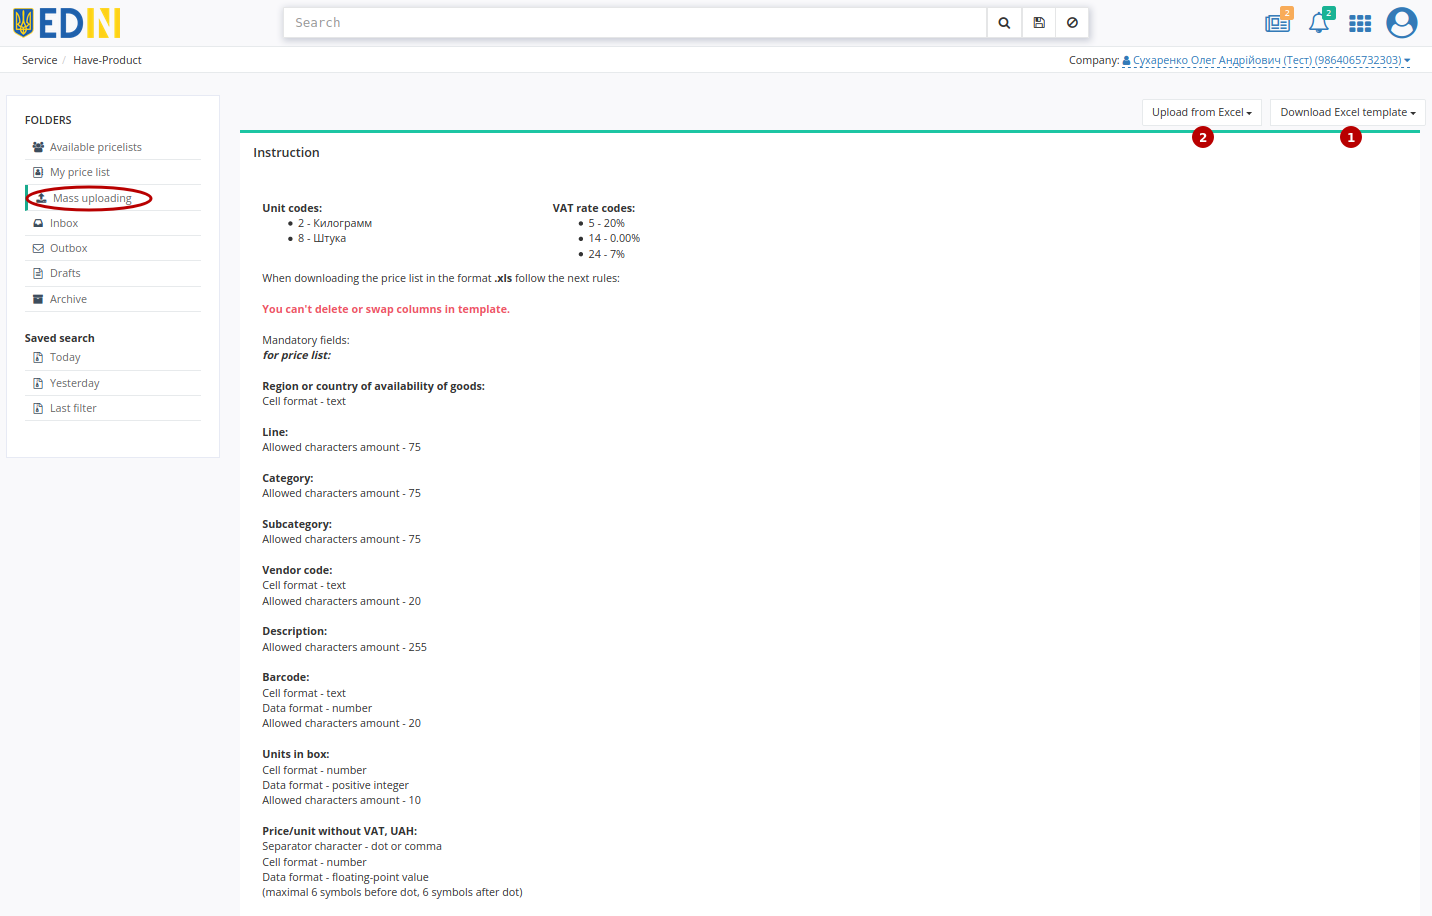 EDIN
Search
2
2
Service / Have-Product
Company: Сухаренко Олег Андрійович (Тест) (9864065732303)
Upload from Excel
Download Excel template
2
1
FOLDERS
Available pricelists
My price list
Mass uploading
Inbox
Outbox
Drafts
Archive
Saved search
Today
Yesterday
Last filter
Instruction
Unit codes:
2 - Килограмм
8 - Штука
VAT rate codes:
5 - 20%
14 - 0.00%
24 - 7%
When downloading the price list in the format .xls follow the next rules:
You can't delete or swap columns in template.
Mandatory fields:
for price list:
Region or country of availability of goods:
Cell format - text
Line:
Allowed characters amount - 75
Category:
Allowed characters amount - 75
Subcategory:
Allowed characters amount - 75
Vendor code:
Cell format - text
Allowed characters amount - 20
Description:
Allowed characters amount - 255
Barcode:
Cell format - text
Data format - number
Allowed characters amount - 20
Units in box:
Cell format - number
Data format - positive integer
Allowed characters amount - 10
Price/unit without VAT, UAH:
Separator character - dot or comma
Cell format - number
Data format - floating-point value
(maximal 6 symbols before dot, 6 symbols after dot)